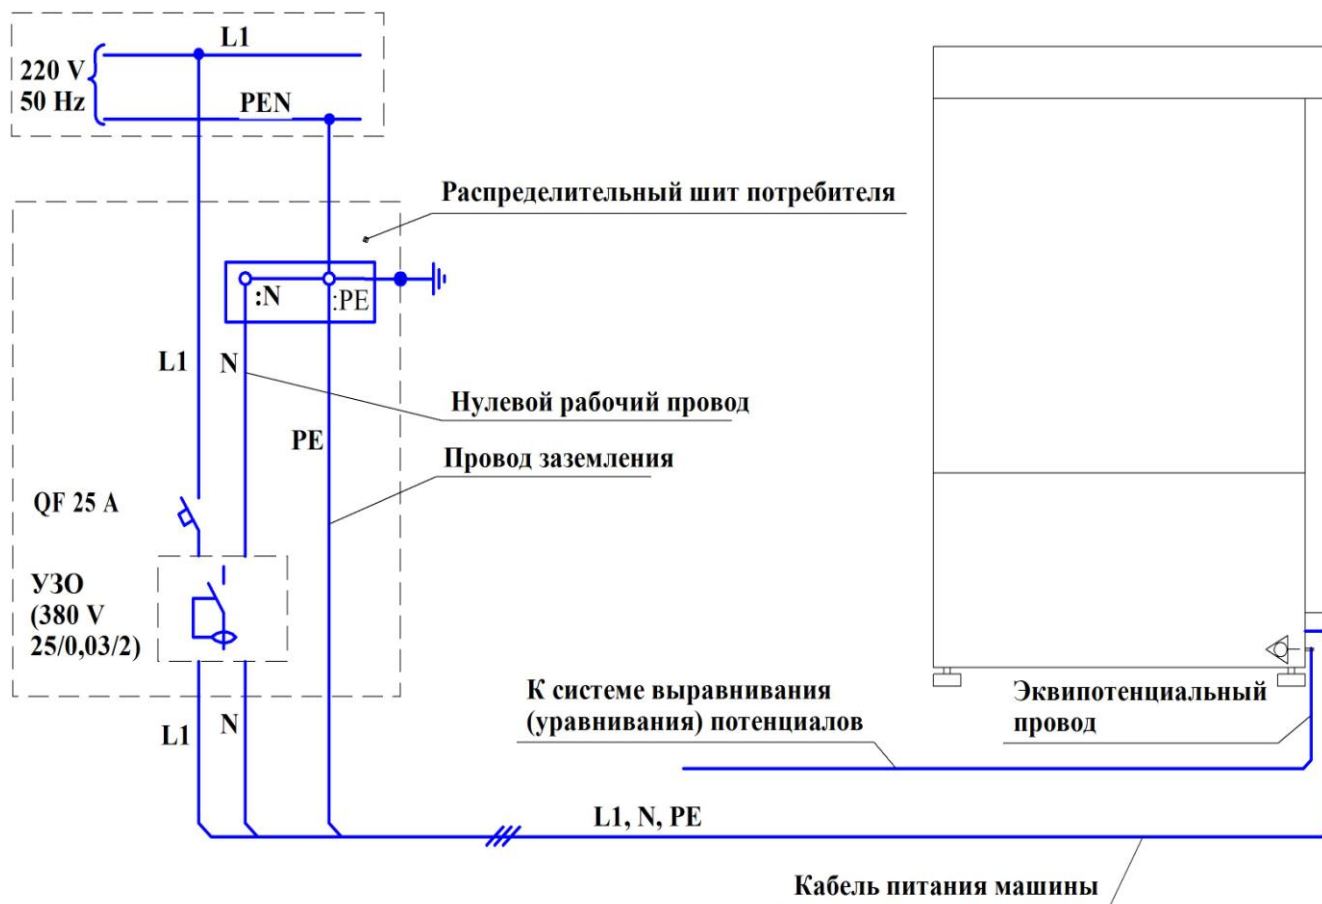 L1
220 V
50 Hz
PEN
Распределительный шит потребителя
:N
:PE
L1
N
Нулевой рабочий провод
PE
Провод заземления
QF 25 A
УЗО
(380 V
25/0,03/2)
К системе выравнивания
(уравнивания) потенциалов
Эквипотенциальный
провод
L1
N
L1, N, PE
Кабель питания машины